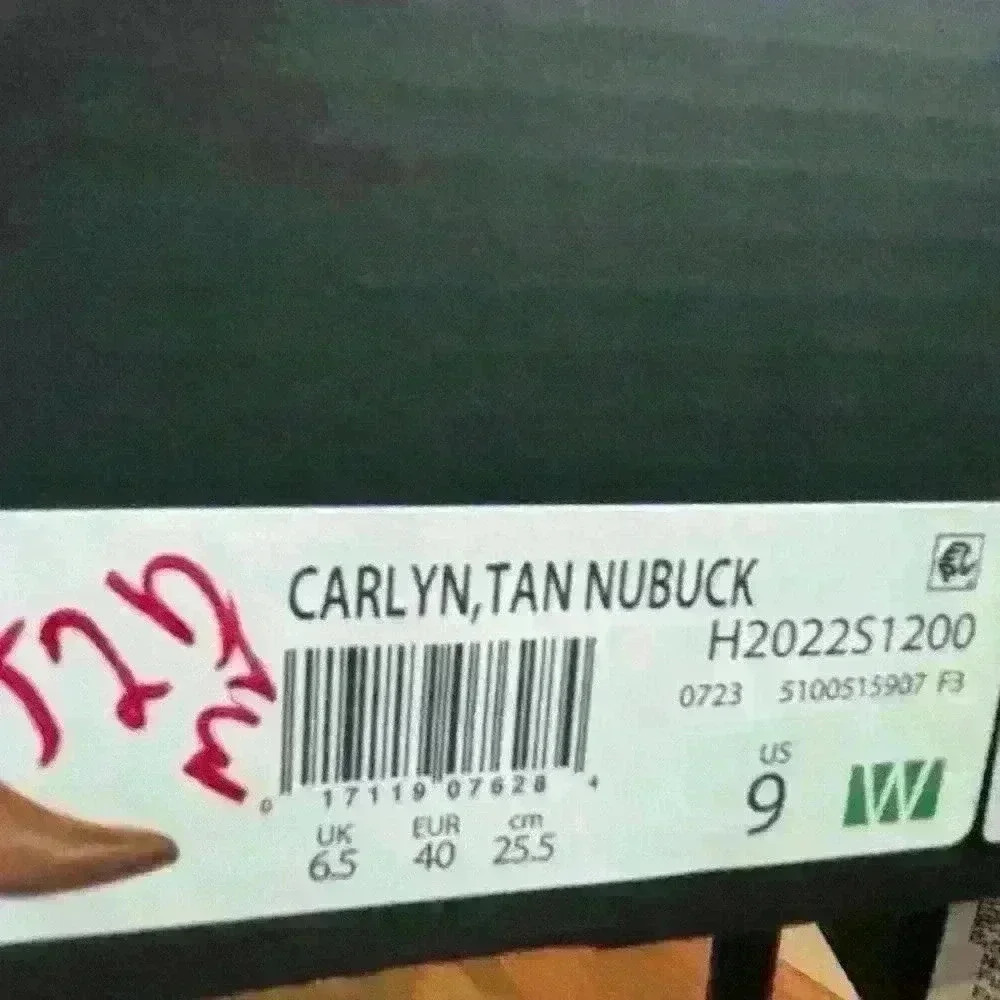 CARLYN,TAN NUBUCK
H2022S1200
0723 5100515907 F3
0 17119 07628 4
UK EUR cm US
6.5 40 25.5 9 W